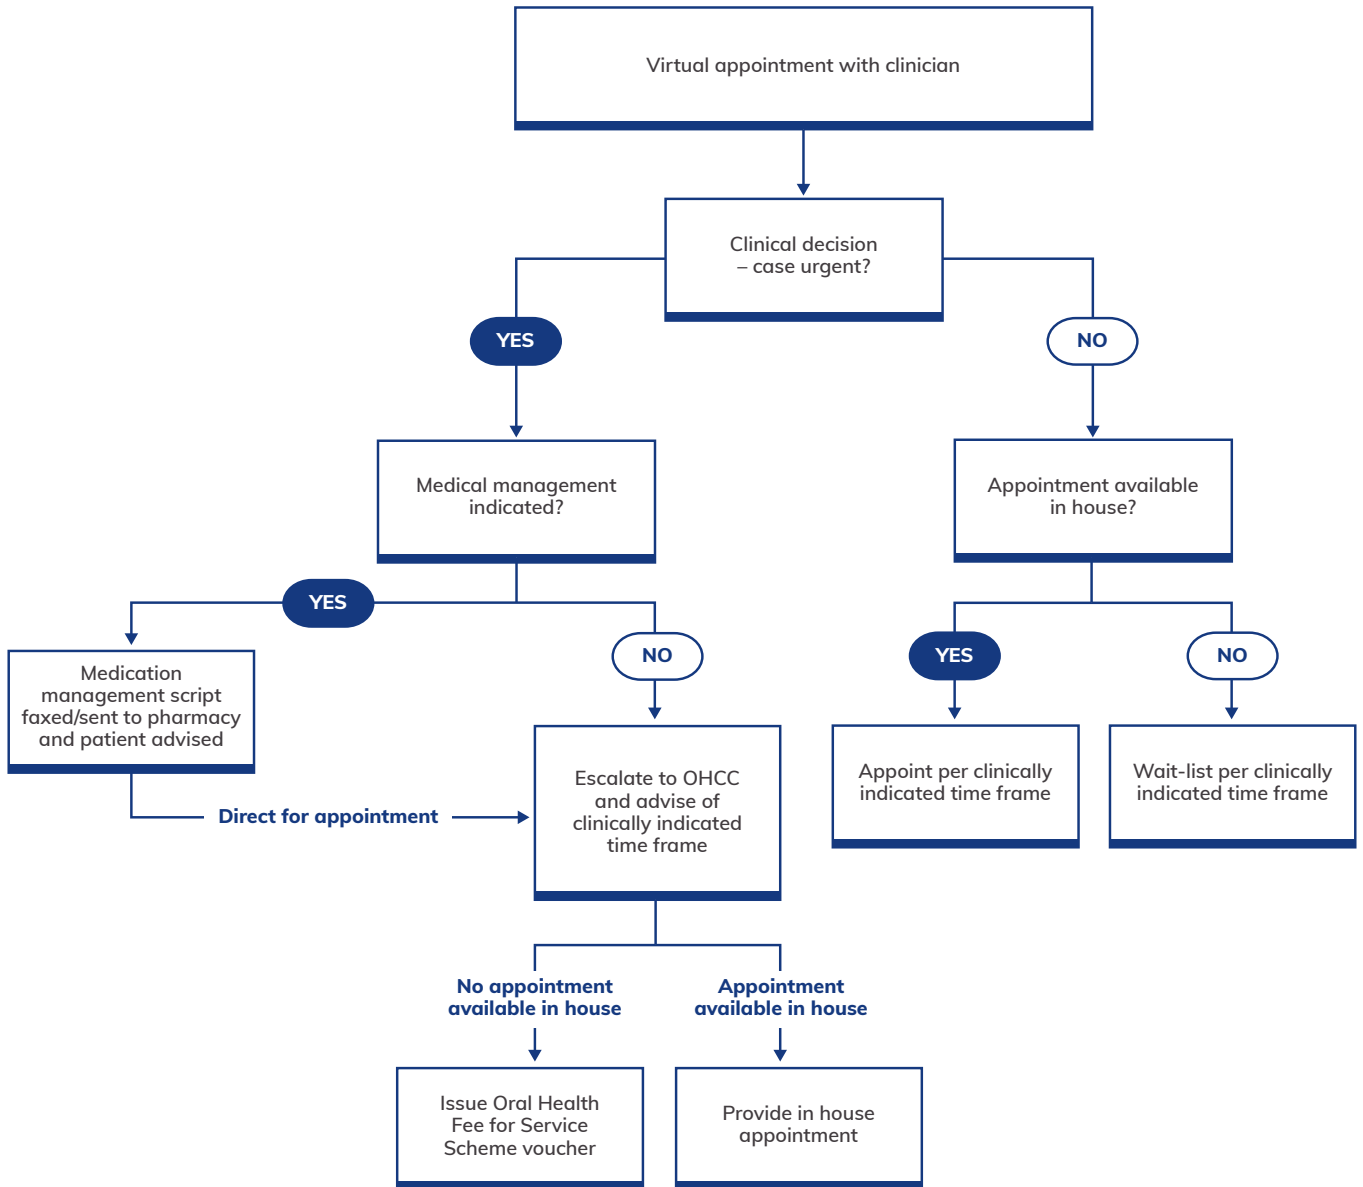 Virtual appointment with clinician
Clinical decision
– case urgent?
YES
NO
Medical management
indicated?
Appointment available
in house?
YES
NO
YES
NO
Medication
management script
faxed/sent to pharmacy
and patient advised
Direct for appointment
Escalate to OHCC
and advise of
clinically indicated
time frame
Appoint per clinically
indicated time frame
Wait-list per clinically
indicated time frame
No appointment
available in house
Appointment
available in house
Issue Oral Health
Fee for Service
Scheme voucher
Provide in house
appointment